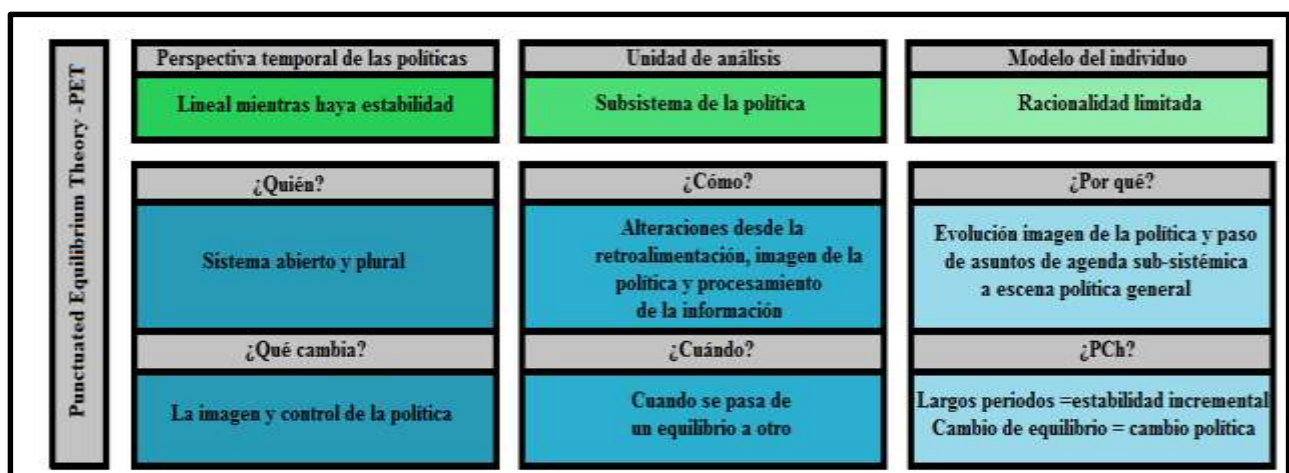 Punctuated Equilibrium Theory -PET
Perspectiva temporal de las políticas
Lineal mientras haya estabilidad
Unidad de análisis
Subsistema de la política
Modelo del individuo
Racionalidad limitada
¿Quién?
Sistema abierto y plural
¿Cómo?
Alteraciones desde la
retroalimentación, imagen de la
política y procesamiento
de la información
¿Por qué?
Evolución imagen de la política y paso
de asuntos de agenda sub-sistémica
a escena política general
¿Qué cambia?
La imagen y control de la política
¿Cuándo?
Cuando se pasa de
un equilibrio a otro
¿PCh?
Largos periodos =estabilidad incremental
Cambio de equilibrio = cambio política